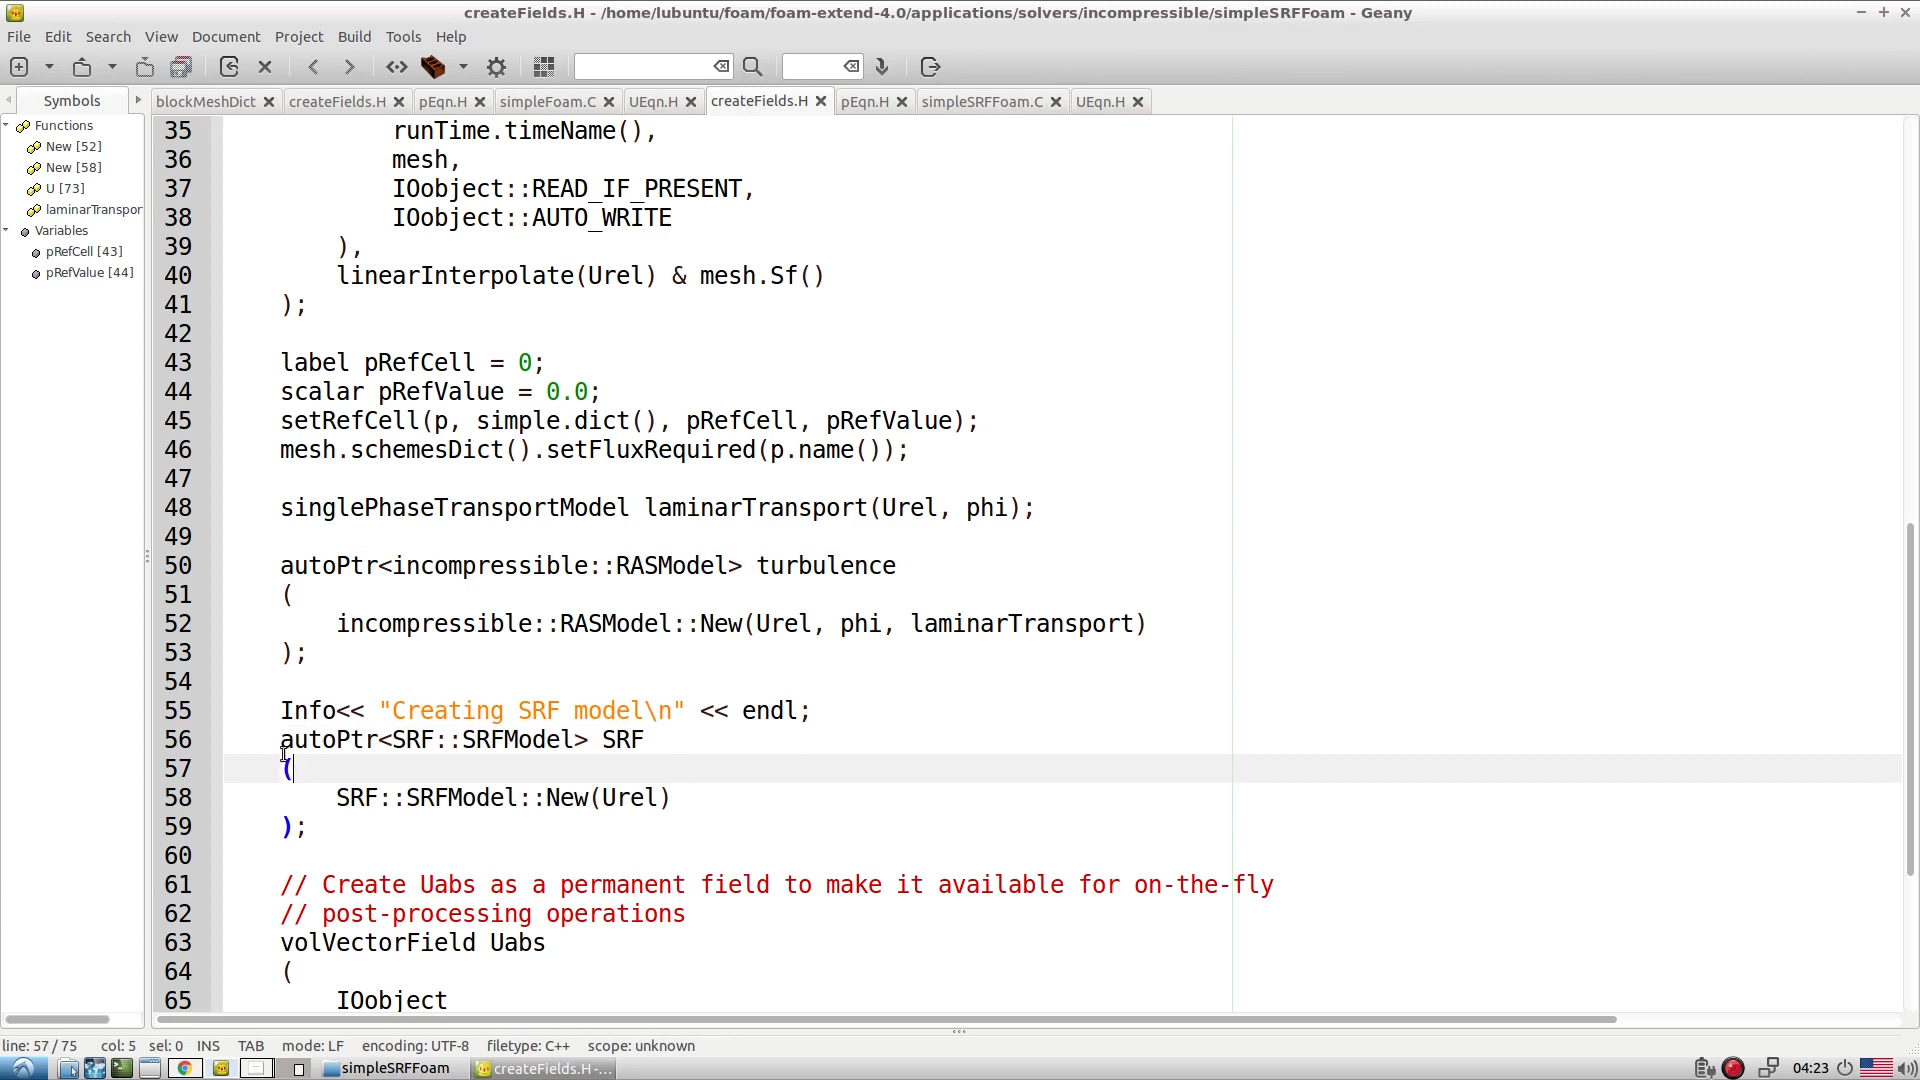 createFields.H - /home/lubuntu/foam/foam-extend-4.0/applications/solvers/incompressible/simpleSRFFoam - Geany
File Edit Search View Document Project Build Tools Help
Symbols
blockMeshDict createFields.H pEqn.H simpleFoam.C UEqn.H createFields.H pEqn.H simpleSRFFoam.C UEqn.H
Functions
New [52]
New [58]
U [73]
laminarTranspor
Variables
pRefCell [43]
pRefValue [44]
35 runTime.timeName(),
36 mesh,
37 IOobject::READ_IF_PRESENT,
38 IOobject::AUTO_WRITE
39 ),
40 linearInterpolate(Urel) & mesh.Sf()
41 );
42
43 label pRefCell = 0;
44 scalar pRefValue = 0.0;
45 setRefCell(p, simple.dict(), pRefCell, pRefValue);
46 mesh.schemesDict().setFluxRequired(p.name());
47
48 singlePhaseTransportModel laminarTransport(Urel, phi);
49
50 autoPtr<incompressible::RASModel> turbulence
51 (
52 incompressible::RASModel::New(Urel, phi, laminarTransport)
53 );
54
55 Info<< "Creating SRF model\n" << endl;
56 autoPtr<SRF::SRFModel> SRF
57 (
58 SRF::SRFModel::New(Urel)
59 );
60
61 // Create Uabs as a permanent field to make it available for on-the-fly
62 // post-processing operations
63 volVectorField Uabs
64 (
65 IOobject
line: 57 / 75 col: 5 sel: 0 INS TAB mode: LF encoding: UTF-8 filetype: C++ scope: unknown
simpleSRFFoam createFields.H -... 04:23